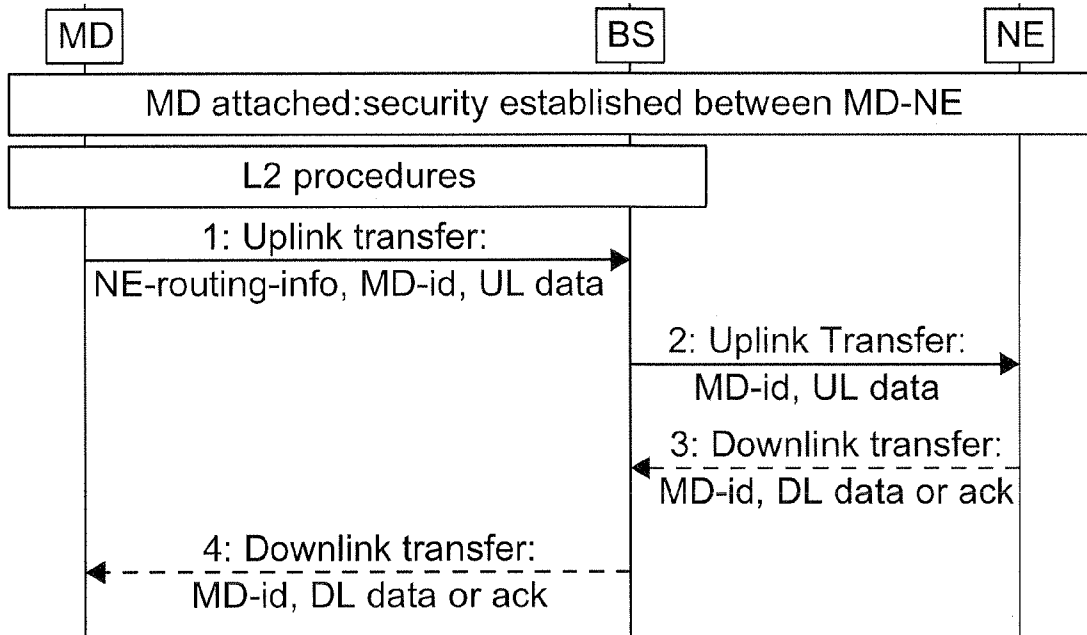 MD BS NE
MD attached:security established between MD-NE
L2 procedures
1: Uplink transfer:
NE-routing-info, MD-id, UL data
2: Uplink Transfer:
MD-id, UL data
3: Downlink transfer:
MD-id, DL data or ack
4: Downlink transfer:
MD-id, DL data or ack